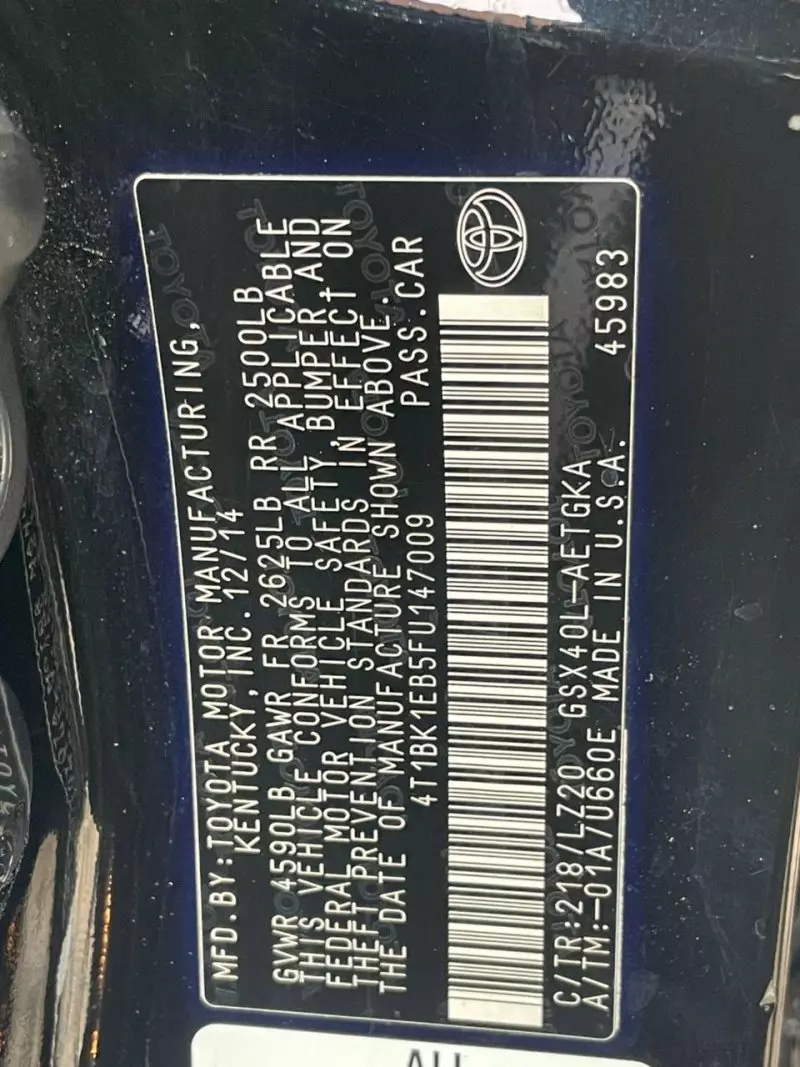 MFD.BY:TOYOTA MOTOR MANUFACTURING,
KENTUCKY, INC. 12/14
GVWR 4590LB GAWR FR 2625LB RR 2500LB
THIS VEHICLE CONFORMS TO ALL APPLICABLE
FEDERAL MOTOR VEHICLE SAFETY, BUMPER, AND
THEFT PREVENTION STANDARDS IN EFFECT ON
THE DATE OF MANUFACTURE SHOWN ABOVE.
4T1BK1EB5FU147009 PASS.CAR
C/TR:218/LZ20 GSX40L-AETGKA
A/TM:-01A/U660E MADE IN U.S.A. 45983